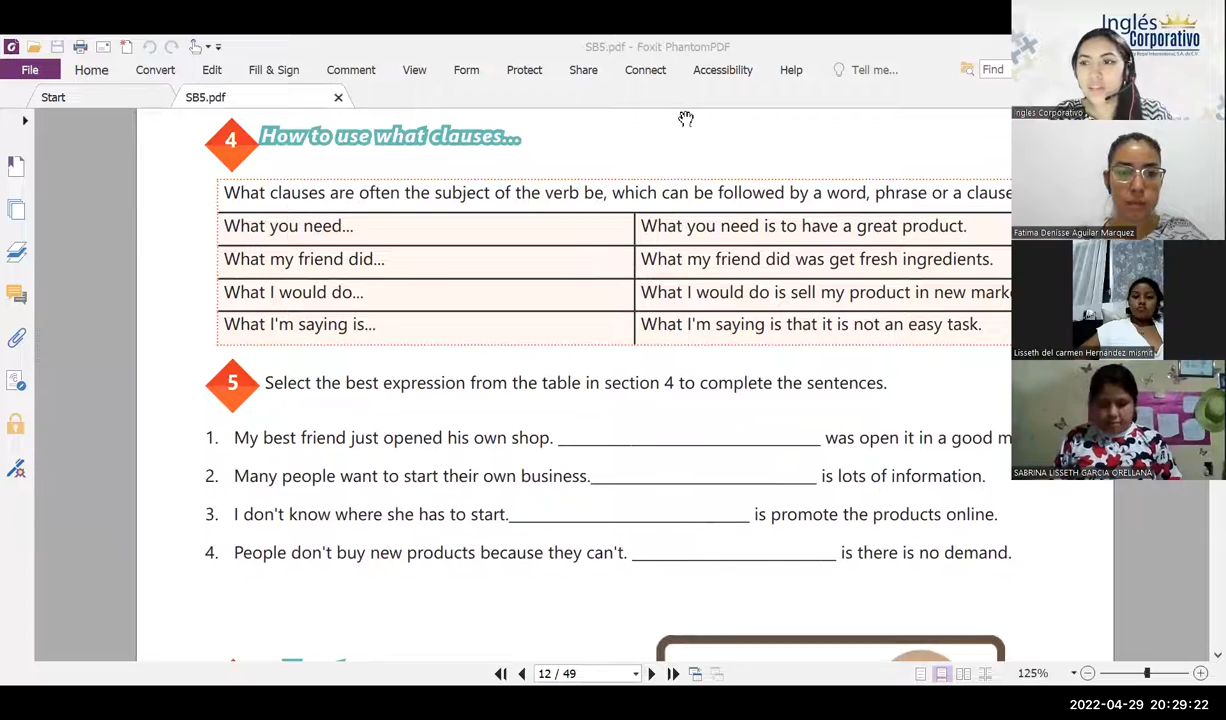 SB5.pdf - Foxit PhantomPDF
File Home Convert Edit Fill & Sign Comment View Form Protect Share Connect Accessibility Help Tell me... Find
Start SB5.pdf
4 How to use what clauses...
What clauses are often the subject of the verb be, which can be followed by a word, phrase or a clause
What you need... What you need is to have a great product.
What my friend did... What my friend did was get fresh ingredients.
What I would do... What I would do is sell my product in new mark
What I'm saying is... What I'm saying is that it is not an easy task.
5 Select the best expression from the table in section 4 to complete the sentences.
1. My best friend just opened his own shop. ____________________ was open it in a good m
2. Many people want to start their own business.____________________ is lots of information.
3. I don't know where she has to start.____________________ is promote the products online.
4. People don't buy new products because they can't. ____________________ is there is no demand.
12 / 49
125%
Inglés
Corporativo
Ingles Corporativo
Fatima Denisse Aguilar Marquez
Lisseth del carmen Hernandez mismit
SABRINA LISSETH GARCIA ORELLANA
2022-04-29 20:29:22